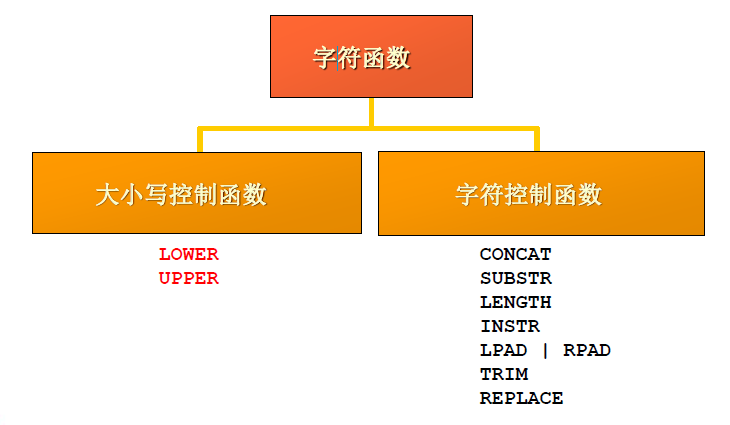 字符函数
大小写控制函数
字符控制函数
LOWER
UPPER
CONCAT
SUBSTR
LENGTH
INSTR
LPAD | RPAD
TRIM
REPLACE